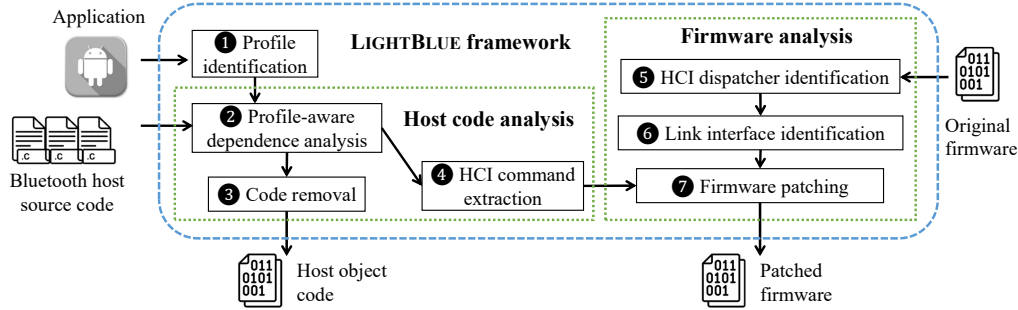 Application
❶ Profile
identification
LIGHTBLUE framework
Firmware analysis
❺ HCI dispatcher identification
011
0101
001
Original
firmware
❷ Profile-aware
dependence analysis
Host code analysis
❻ Link interface identification
.C
.C
.C
Bluetooth host
source code
❸ Code removal
❹ HCI command
extraction
❼ Firmware patching
011
0101
001
Host object
code
011
0101
001
Patched
firmware